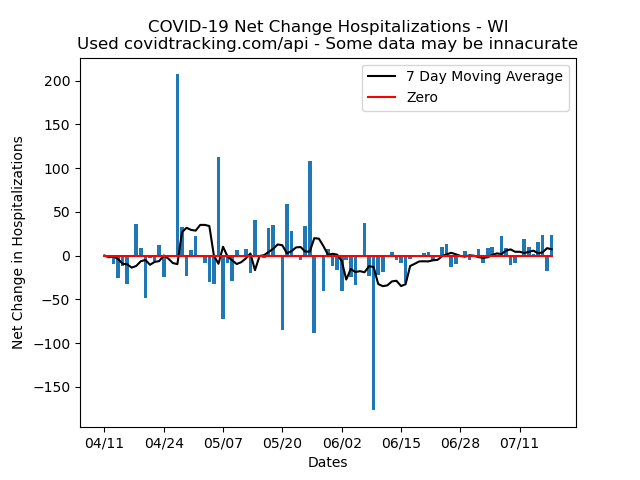 COVID-19 Net Change Hospitalizations - WI
Used covidtracking.com/api - Some data may be innacurate
7 Day Moving Average
Zero
Net Change in Hospitalizations
200
150
100
50
0
−50
−100
−150
04/11 04/24 05/07 05/20 06/02 06/15 06/28 07/11
Dates